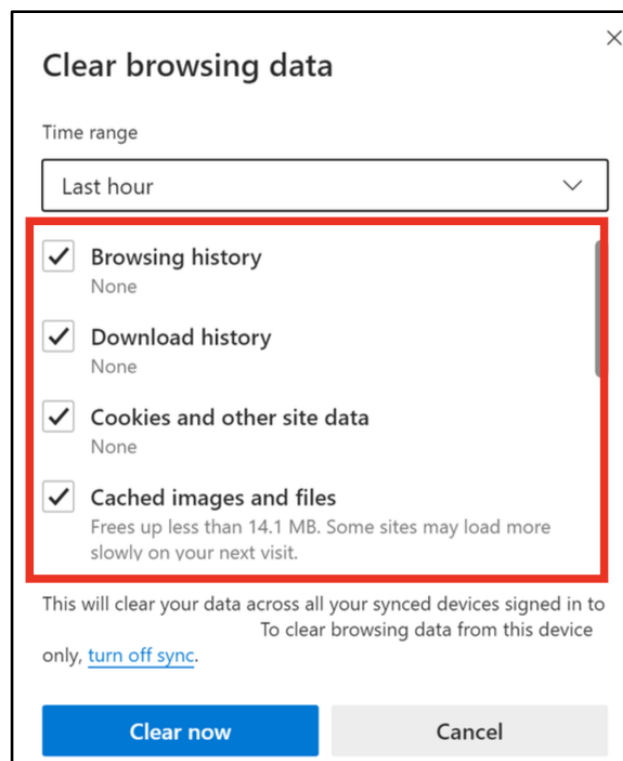 Clear browsing data
Time range
Last hour
Browsing history
None
Download history
None
Cookies and other site data
None
Cached images and files
Frees up less than 14.1 MB. Some sites may load more
slowly on your next visit.
This will clear your data across all your synced devices signed in to
To clear browsing data from this device
only, turn off sync.
Clear now Cancel